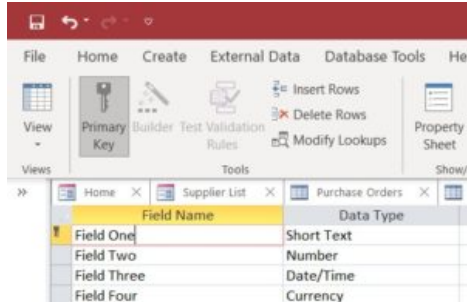 File Home Create External Data Database Tools He
View Primary Key Builder Test Validation Rules Insert Rows Delete Rows Modify Lookups Property Sheet
Views Tools Show/
Home Supplier List Purchase Orders
Field Name Data Type
Field One Short Text
Field Two Number
Field Three Date/Time
Field Four Currency